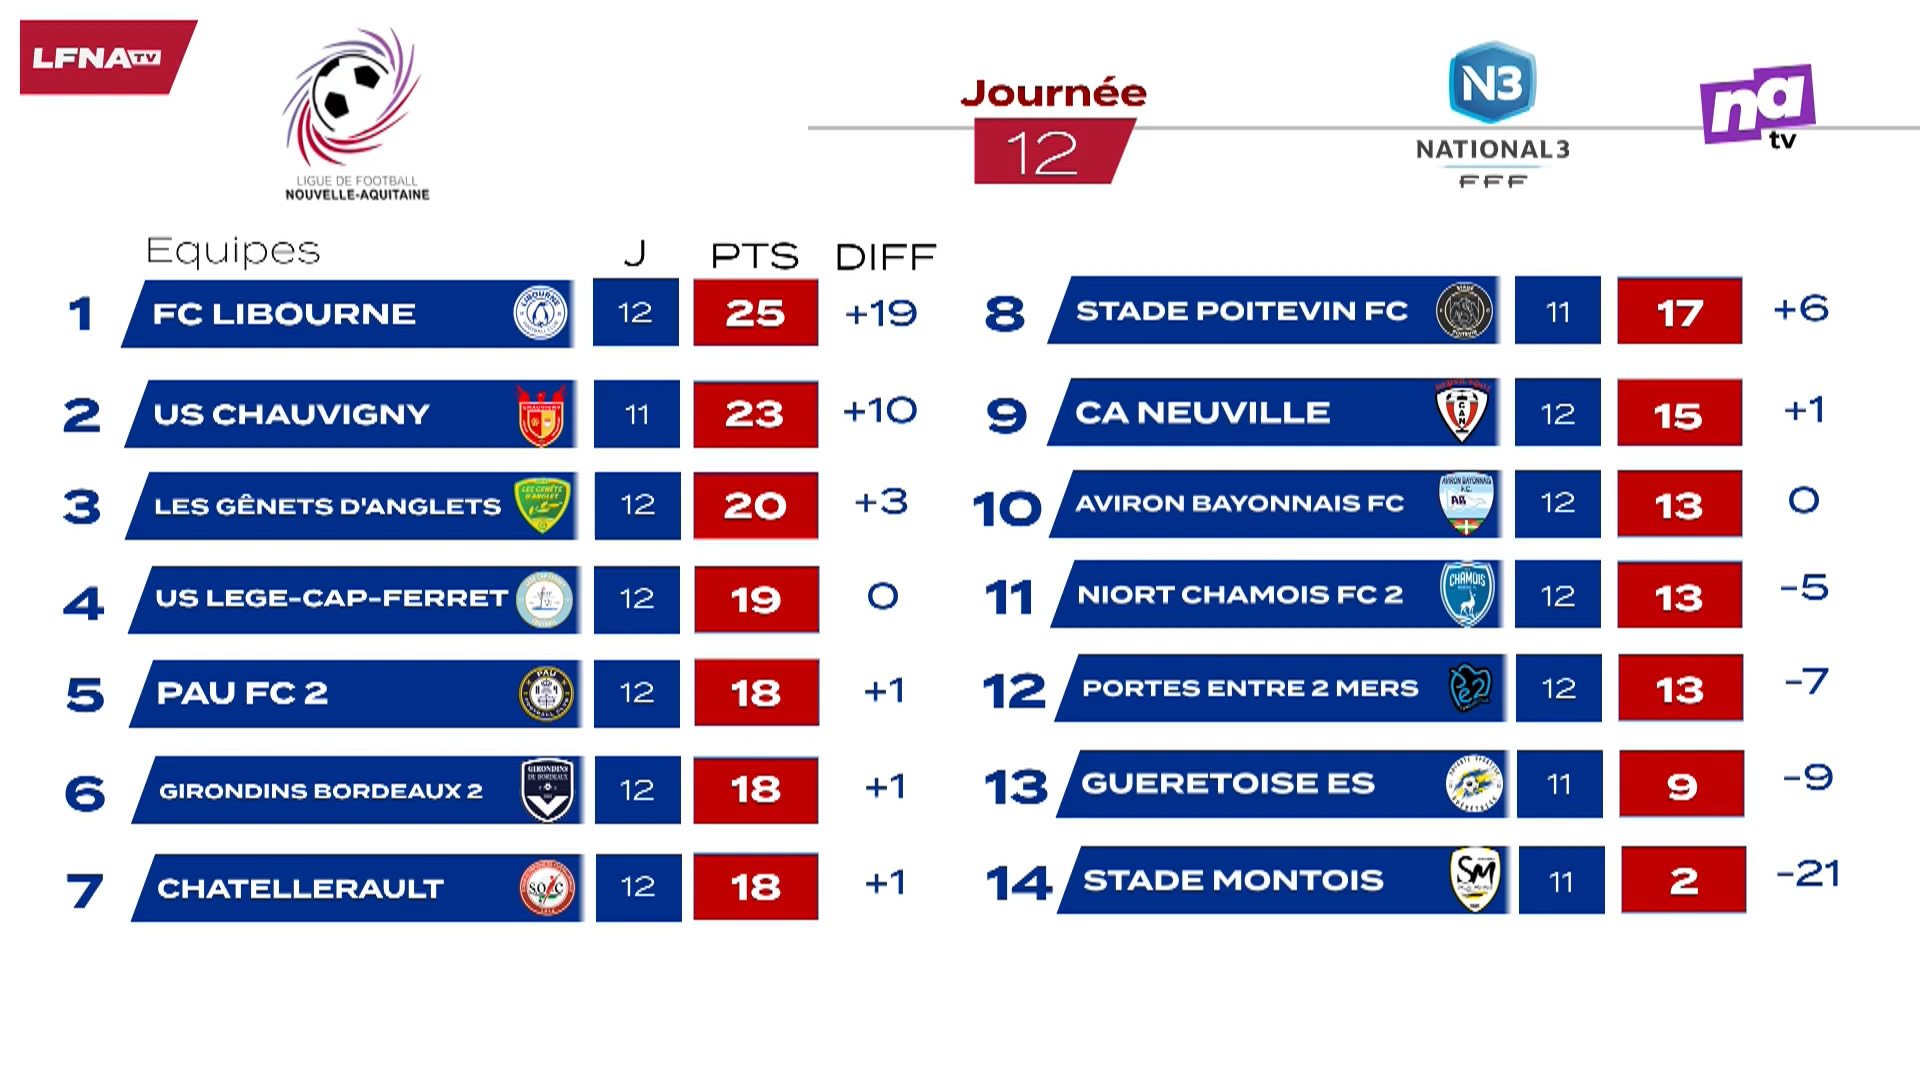 LFNATV
LIGUE DE FOOTBALL
NOUVELLE-AQUITAINE
Journée
12
N3
NATIONAL3
FFF
na
tv
Equipes J PTS DIFF
1 FC LIBOURNE 12 25 +19
2 US CHAUVIGNY 11 23 +10
3 LES GÊNETS D'ANGLETS 12 20 +3
4 US LEGE-CAP-FERRET 12 19 0
5 PAU FC 2 12 18 +1
6 GIRONDINS BORDEAUX 2 12 18 +1
7 CHATELLERAULT 12 18 +1
8 STADE POITEVIN FC 11 17 +6
9 CA NEUVILLE 12 15 +1
10 AVIRON BAYONNAIS FC 12 13 0
11 NIORT CHAMOIS FC 2 12 13 -5
12 PORTES ENTRE 2 MERS 12 13 -7
13 GUERETOISE ES 11 9 -9
14 STADE MONTOIS 11 2 -21